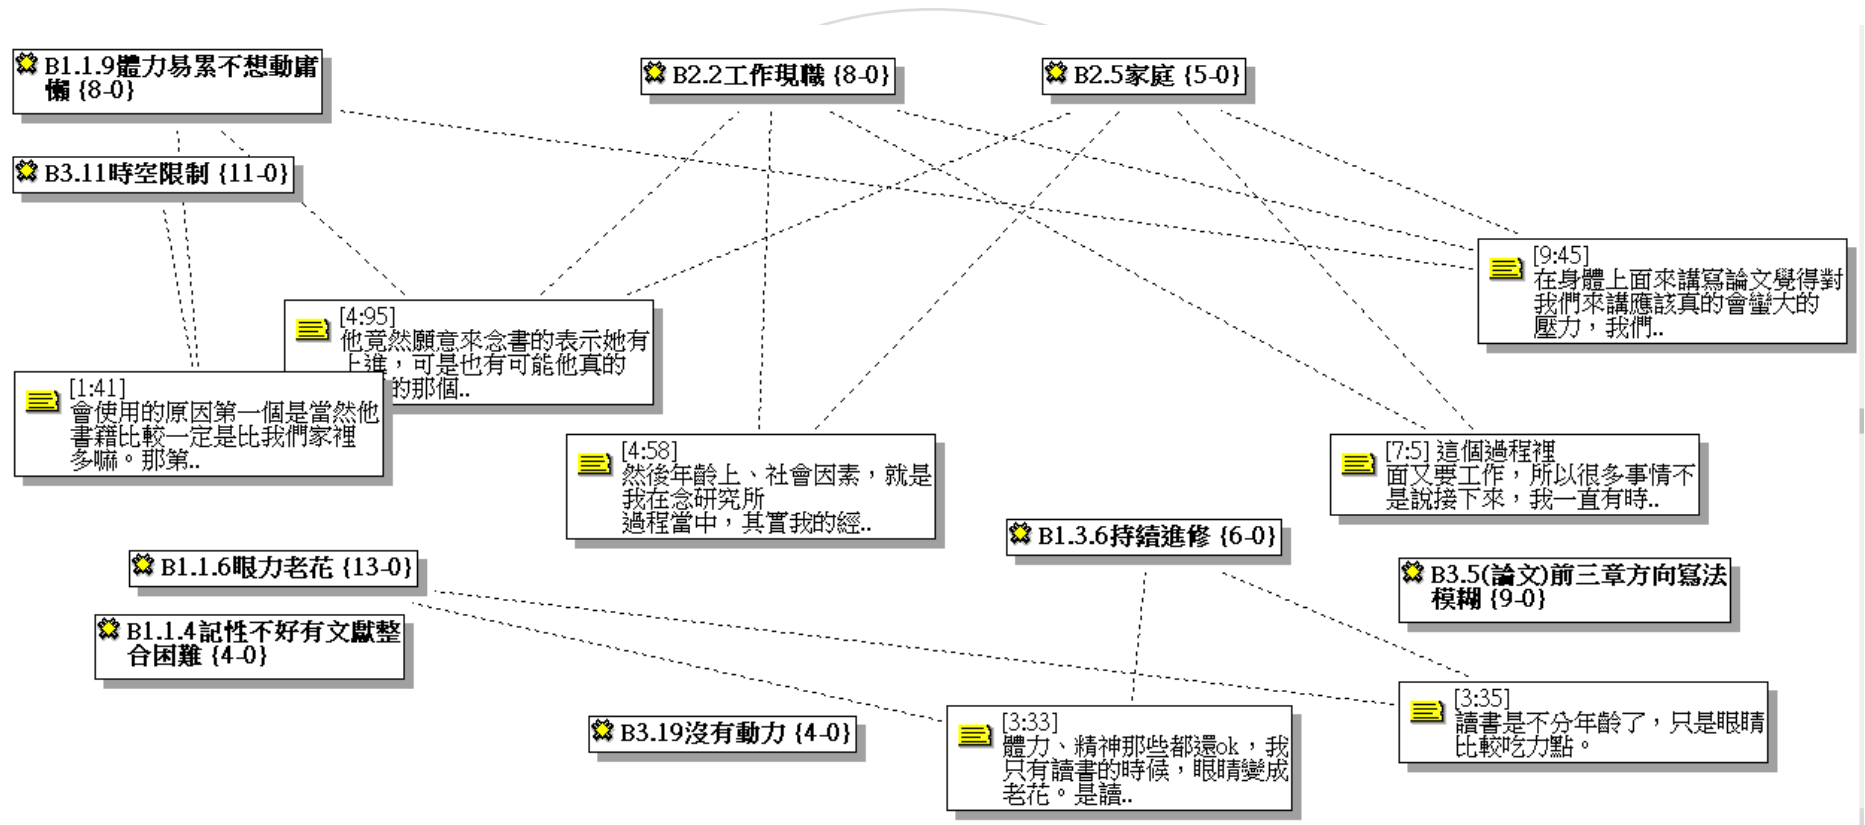 B1.1.9體力易累不想動庸
懶 {8-0}
B2.2工作現職 {8-0}
B2.5家庭 {5-0}
B3.11時空限制 {11-0}
[9:45]
在身體上面來講寫論文覺得對
我們來講應該真的會蠻大的
壓力，我們..
[4:95]
他竟然願意來念書的表示她有
上進，可是也有可能他真的
的那個..
[1:41]
會使用的原因第一個是當然他
書籍比較一定是比我們家裡
多嘛。那第..
[4:58]
然後年齡上、社會因素，就是
我在念研究所
過程當中，其實我的經..
[7:5] 這個過程裡
面又要工作，所以很多事情不
是說接下來，我一直有時..
B1.3.6持續進修 {6-0}
B1.1.6眼力老花 {13-0}
B3.5(論文)前三章方向寫法
模糊 {9-0}
B1.1.4記性不好有文獻整
合困難 {4-0}
[3:35]
讀書是不分年齡了，只是眼睛
比較吃力點。
B3.19沒有動力 {4-0}
[3:33]
體力、精神那些都還ok，我
只有讀書的時候，眼睛變成
老花。是讀..